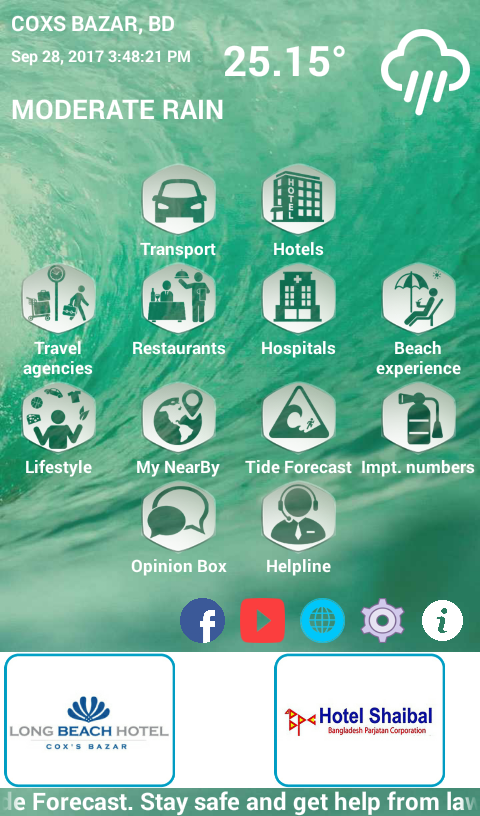 COXS BAZAR, BD
Sep 28, 2017 3:48:21 PM
25.15°
MODERATE RAIN
HOTEL
Transport
Hotels
Travel
agencies
Restaurants
Hospitals
Beach
experience
Lifestyle
My NearBy
Tide Forecast
Impt. numbers
Opinion Box
Helpline
LONG BEACH HOTEL
COX'S BAZAR
Hotel Shaibal
Bangladesh Parjatan Corporation
de Forecast. Stay safe and get help from law